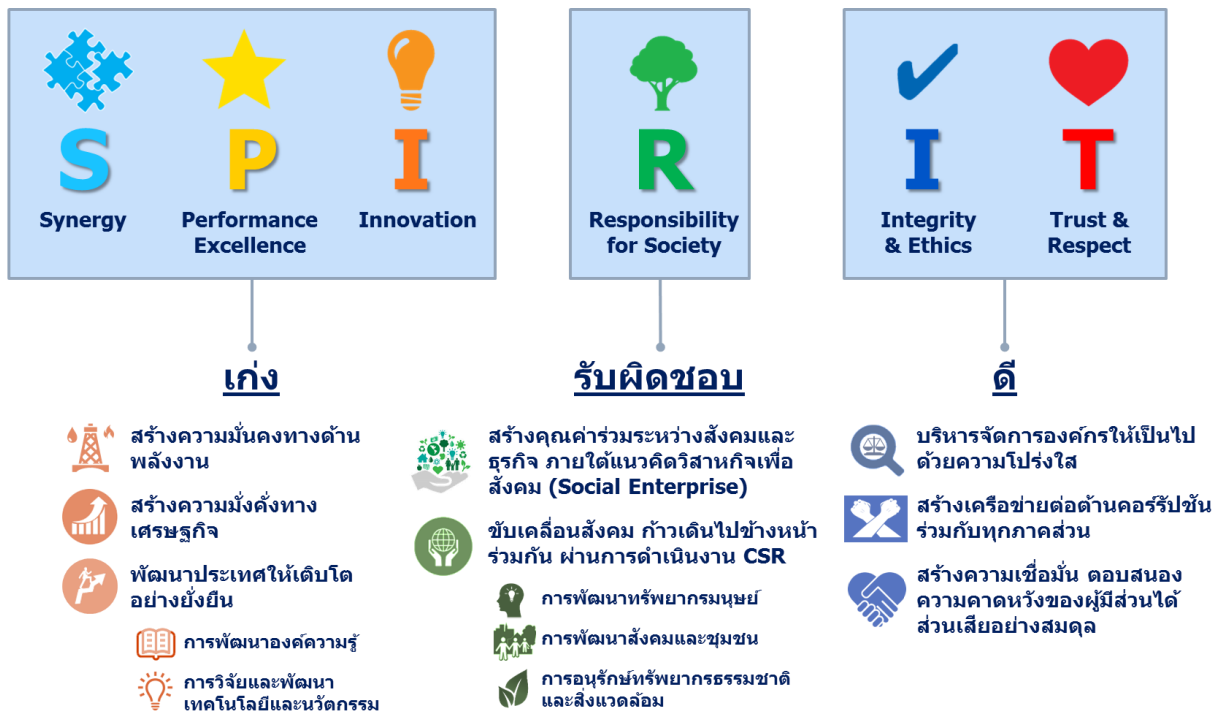 S
Synergy
P
Performance
Excellence
I
Innovation
R
Responsibility
for Society
I
Integrity
& Ethics
T
Trust &
Respect
เก่ง
สร้างความมั่นคงทางด้าน
พลังงาน
สร้างความมั่งคั่งทาง
เศรษฐกิจ
พัฒนาประเทศให้เติบโต
อย่างยั่งยืน
การพัฒนาองค์ความรู้
การวิจัยและพัฒนา
เทคโนโลยีและนวัตกรรม
รับผิดชอบ
สร้างคุณค่าร่วมระหว่างสังคมและ
ธุรกิจ ภายใต้แนวคิดวิสาหกิจเพื่อ
สังคม (Social Enterprise)
ขับเคลื่อนสังคม ก้าวเดินไปข้างหน้า
ร่วมกัน ผ่านการดำเนินงาน CSR
การพัฒนาทรัพยากรมนุษย์
การพัฒนาสังคมและชุมชน
การอนุรักษ์ทรัพยากรธรรมชาติ
และสิ่งแวดล้อม
ดี
บริหารจัดการองค์กรให้เป็นไป
ด้วยความโปร่งใส
สร้างเครือข่ายต่อต้านคอร์รัปชัน
ร่วมกับทุกภาคส่วน
สร้างความเชื่อมั่น ตอบสนอง
ความคาดหวังของผู้มีส่วนได้
ส่วนเสียอย่างสมดุล